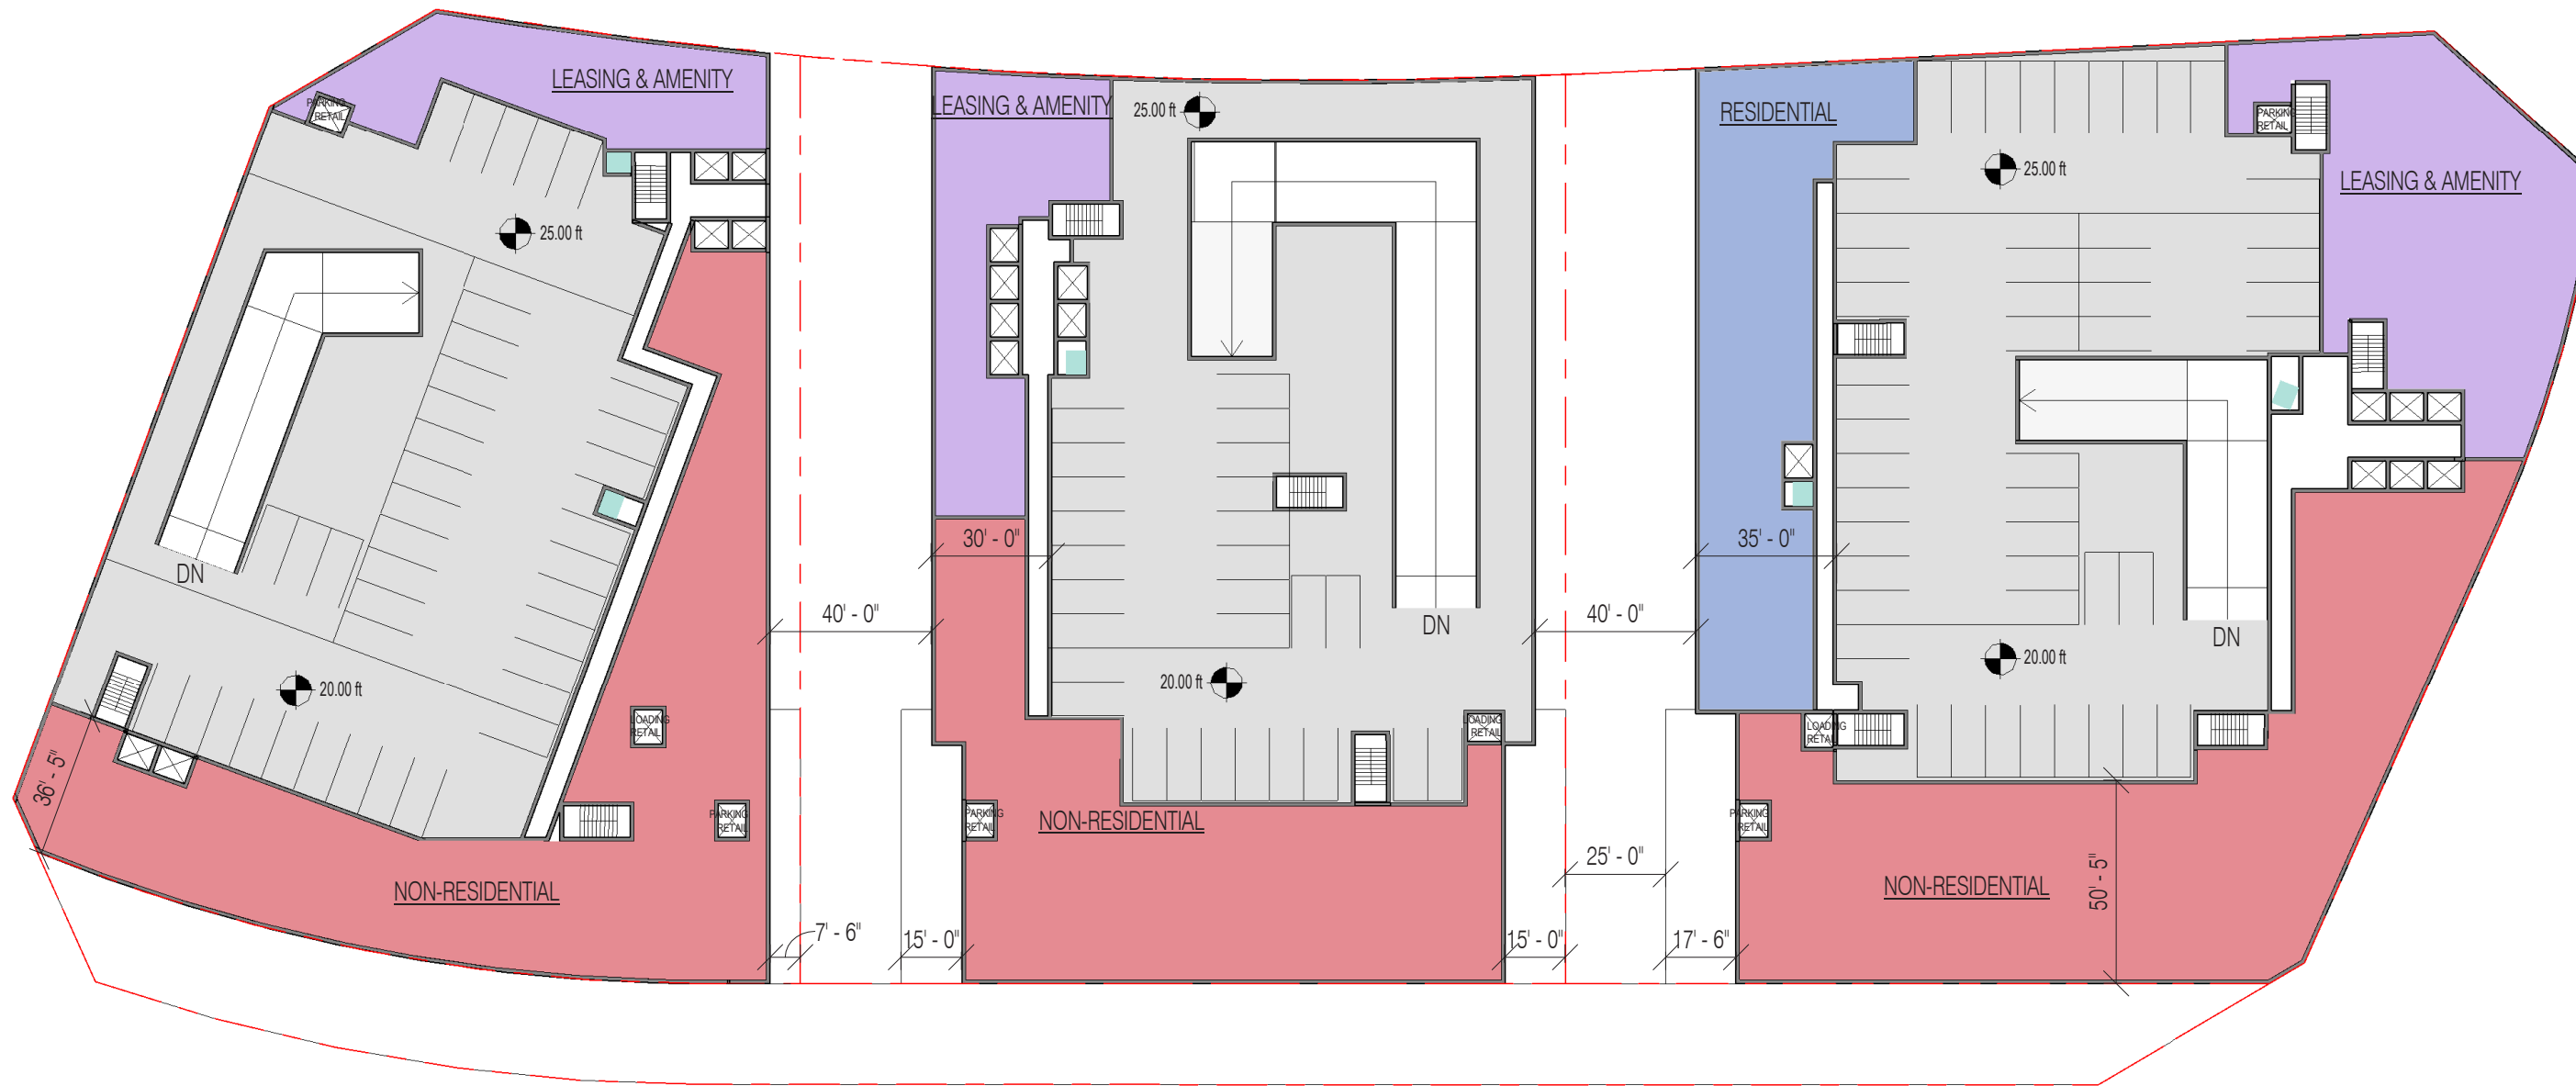 LEASING & AMENITY
PARKING
RETAIL
25.00 ft
DN
20.00 ft
36' - 5"
LOADING
RETAIL
PARKING
RETAIL
NON-RESIDENTIAL
40' - 0"
7' - 6"
15' - 0"
LEASING & AMENITY
25.00 ft
30' - 0"
DN
20.00 ft
LOADING
RETAIL
PARKING
RETAIL
NON-RESIDENTIAL
40' - 0"
25' - 0"
15' - 0"
17' - 6"
RESIDENTIAL
25.00 ft
PARKING
RETAIL
LEASING & AMENITY
35' - 0"
DN
20.00 ft
LOADING
RETAIL
PARKING
RETAIL
NON-RESIDENTIAL
50' - 5"